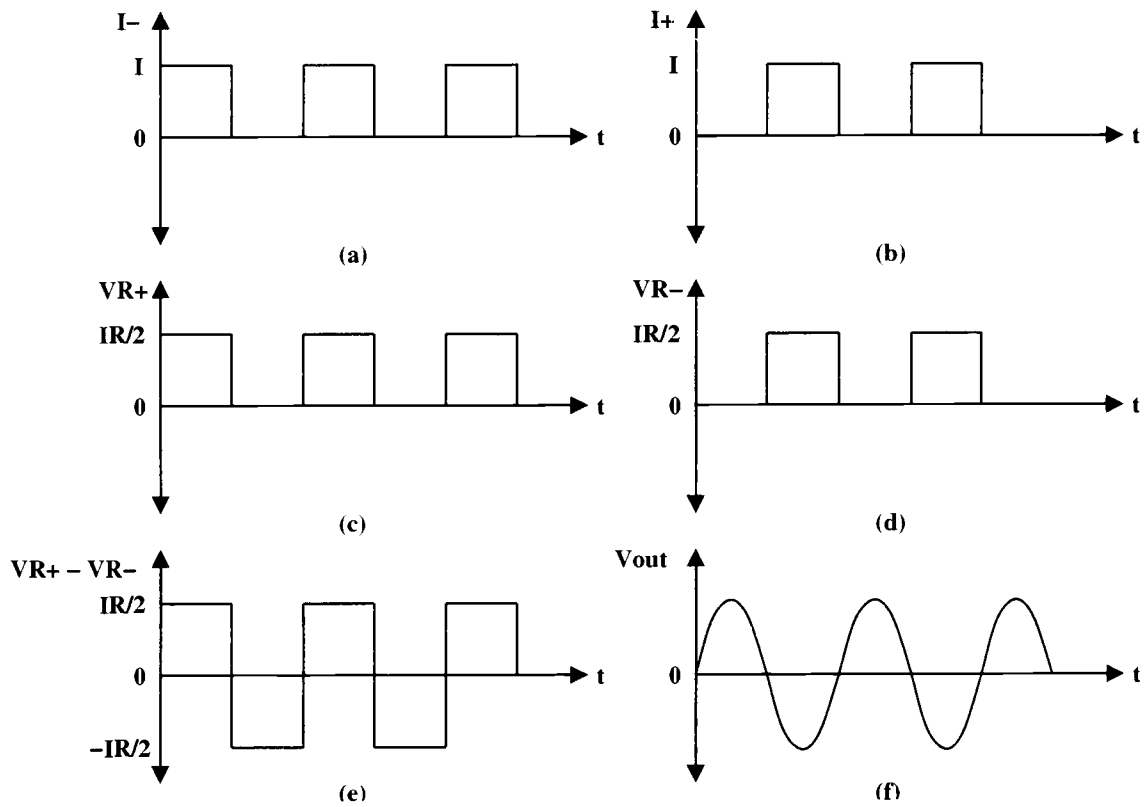 I−
I
0
t
(a)
I+
I
0
t
(b)
VR+
IR/2
0
t
(c)
VR−
IR/2
0
t
(d)
VR+ − VR−
IR/2
0
−IR/2
t
(e)
Vout
0
t
(f)